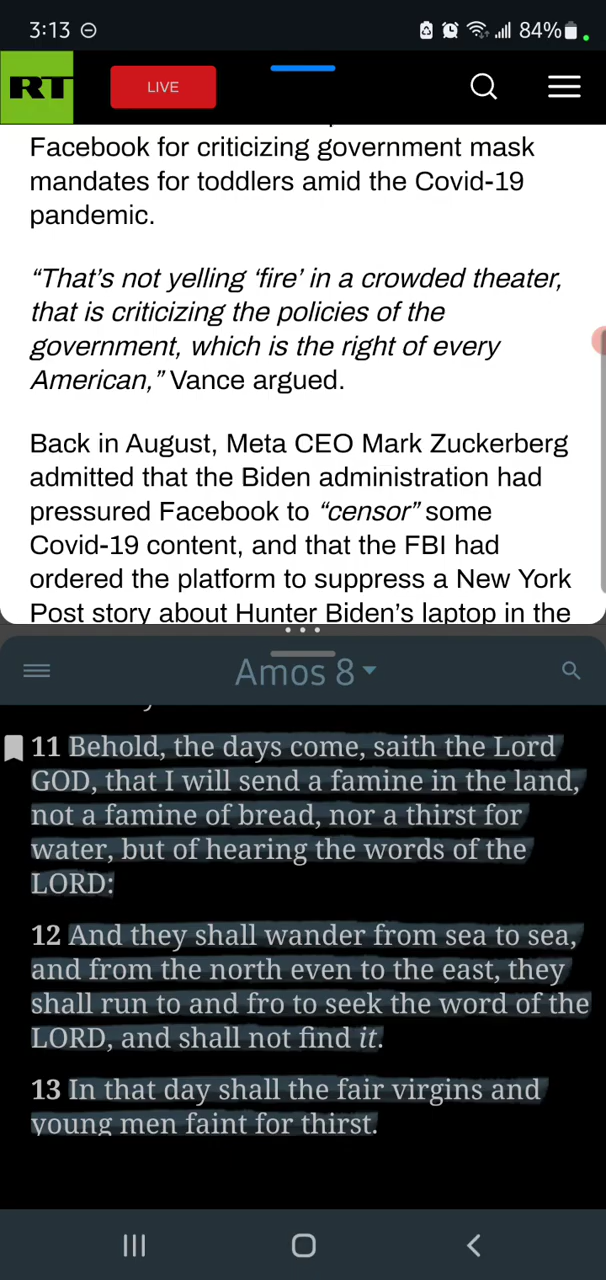 3:13 84%
RT LIVE
Facebook for criticizing government mask
mandates for toddlers amid the Covid-19
pandemic.
“That’s not yelling ‘fire’ in a crowded theater,
that is criticizing the policies of the
government, which is the right of every
American,” Vance argued.
Back in August, Meta CEO Mark Zuckerberg
admitted that the Biden administration had
pressured Facebook to “censor” some
Covid-19 content, and that the FBI had
ordered the platform to suppress a New York
Post story about Hunter Biden’s laptop in the
Amos 8
11 Behold, the days come, saith the Lord
GOD, that I will send a famine in the land,
not a famine of bread, nor a thirst for
water, but of hearing the words of the
LORD:
12 And they shall wander from sea to sea,
and from the north even to the east, they
shall run to and fro to seek the word of the
LORD, and shall not find it.
13 In that day shall the fair virgins and
young men faint for thirst.